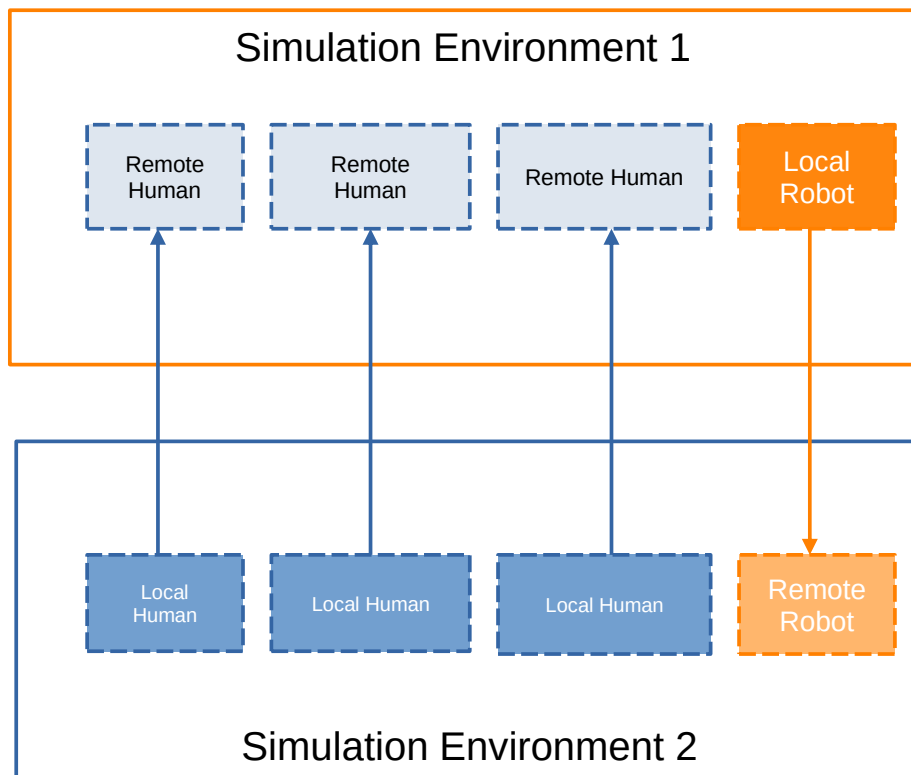 Simulation Environment 1
Remote
Human
Remote
Human
Remote Human
Local
Robot
Local
Human
Local Human
Local Human
Remote
Robot
Simulation Environment 2